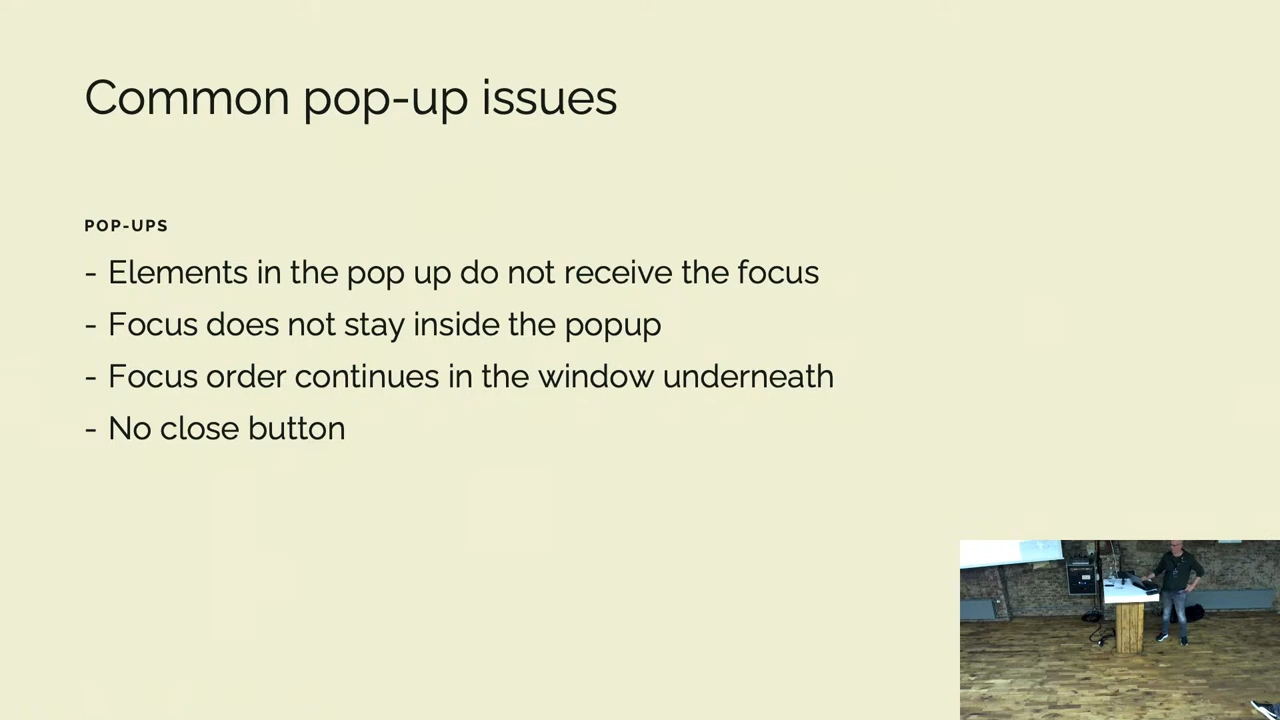 Common pop-up issues
POP-UPS
- Elements in the pop up do not receive the focus
- Focus does not stay inside the popup
- Focus order continues in the window underneath
- No close button